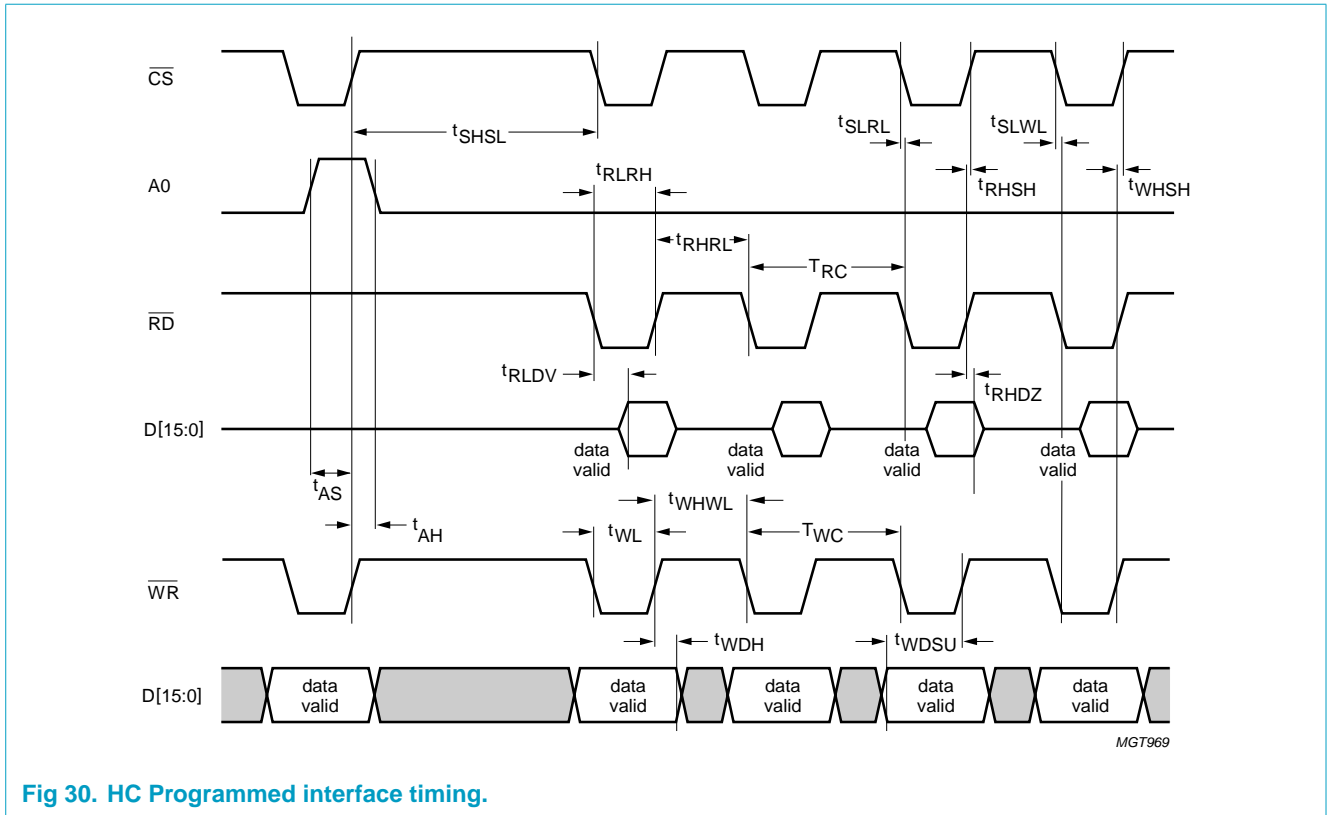 CS
tSHSL
tSLRL
tSLWL
A0
tRLRH
tRHSH
tWHSH
tRHRL
TRC
RD
tRLDV
tRHDZ
D[15:0]
data valid
data valid
data valid
data valid
tAS
tWHWL
tAH
tWL
TWC
WR
tWDH
tWDSU
D[15:0]
data valid
data valid
data valid
data valid
data valid
MGT969
Fig 30. HC Programmed interface timing.